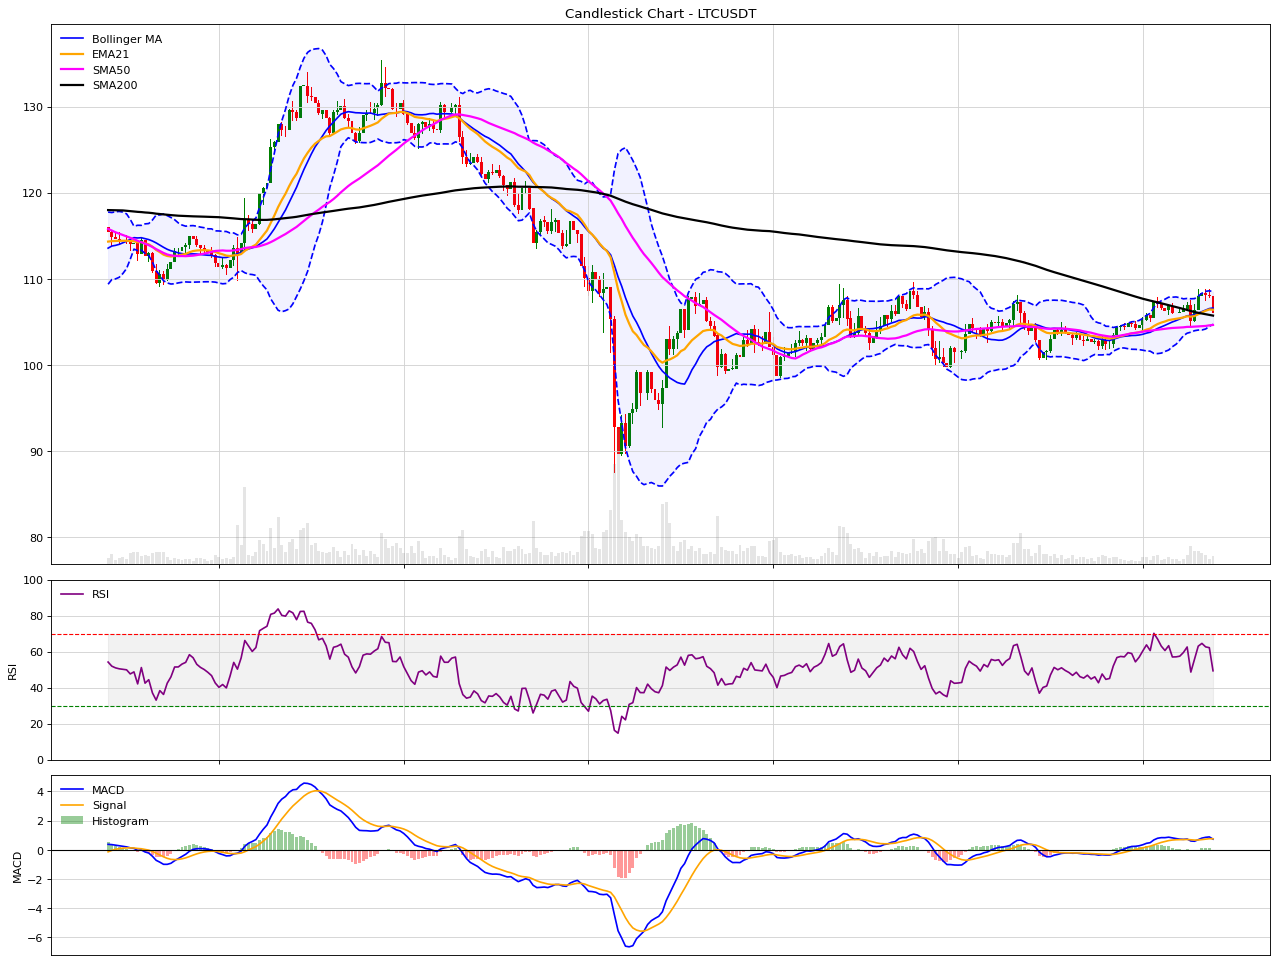 Candlestick Chart - LTCUSDT
Bollinger MA
EMA21
SMA50
SMA200
130
120
110
100
90
80
100
80
60
40
20
0
RSI
RSI
4
2
0
−2
−4
−6
MACD
MACD
Signal
Histogram